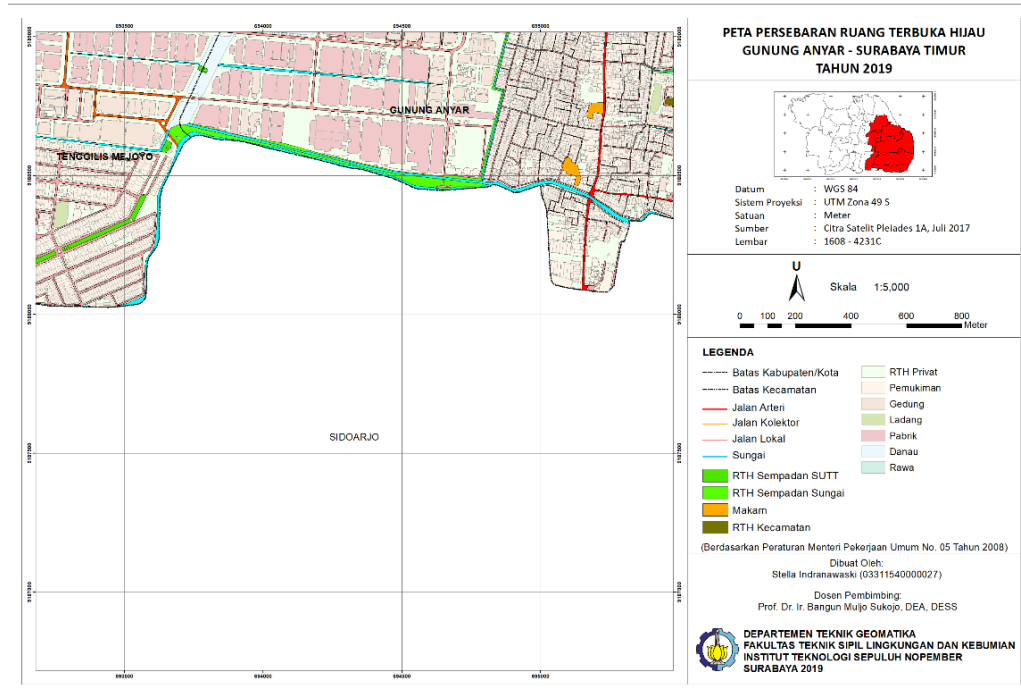 PETA PERSEBARAN RUANG TERBUKA HIJAU
GUNUNG ANYAR - SURABAYA TIMUR
TAHUN 2019
Datum : WGS 84
Sistem Proyeksi : UTM Zona 49 S
Satuan : Meter
Sumber : Citra Satelit Pleiades 1A, Juli 2017
Lembar : 1608 - 4231C
U
Skala 1:5,000
0 100 200 400 600 800
Meter
LEGENDA
Batas Kabupaten/Kota
Batas Kecamatan
Jalan Arteri
Jalan Kolektor
Jalan Lokal
Sungai
RTH Sempadan SUTT
RTH Sempadan Sungai
Makam
RTH Kecamatan
RTH Privat
Pemukiman
Gedung
Ladang
Pabrik
Danau
Rawa
(Berdasarkan Peraturan Menteri Pekerjaan Umum No. 05 Tahun 2008)
Dibuat Oleh:
Stella Indranawaski (03311540000027)
Dosen Pembimbing:
Prof. Dr. Ir. Bangun Muljo Sukojo, DEA, DESS
DEPARTEMEN TEKNIK GEOMATIKA
FAKULTAS TEKNIK SIPIL LINGKUNGAN DAN KEBUMIAN
INSTITUT TEKNOLOGI SEPULUH NOPEMBER
SURABAYA 2019
GUNUNG ANYAR
TENGGILIS MEJOYO
SIDOARJO